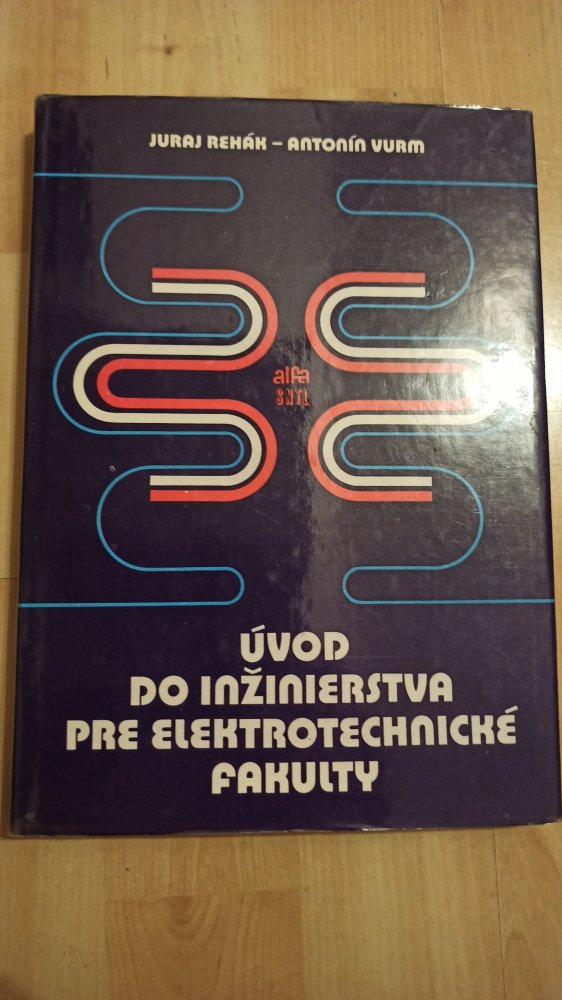 JURAJ REHÁK – ANTONÍN VURM
alfa
SNTL
ÚVOD
DO INŽINIERSTVA
PRE ELEKTROTECHNICKÉ
FAKULTY